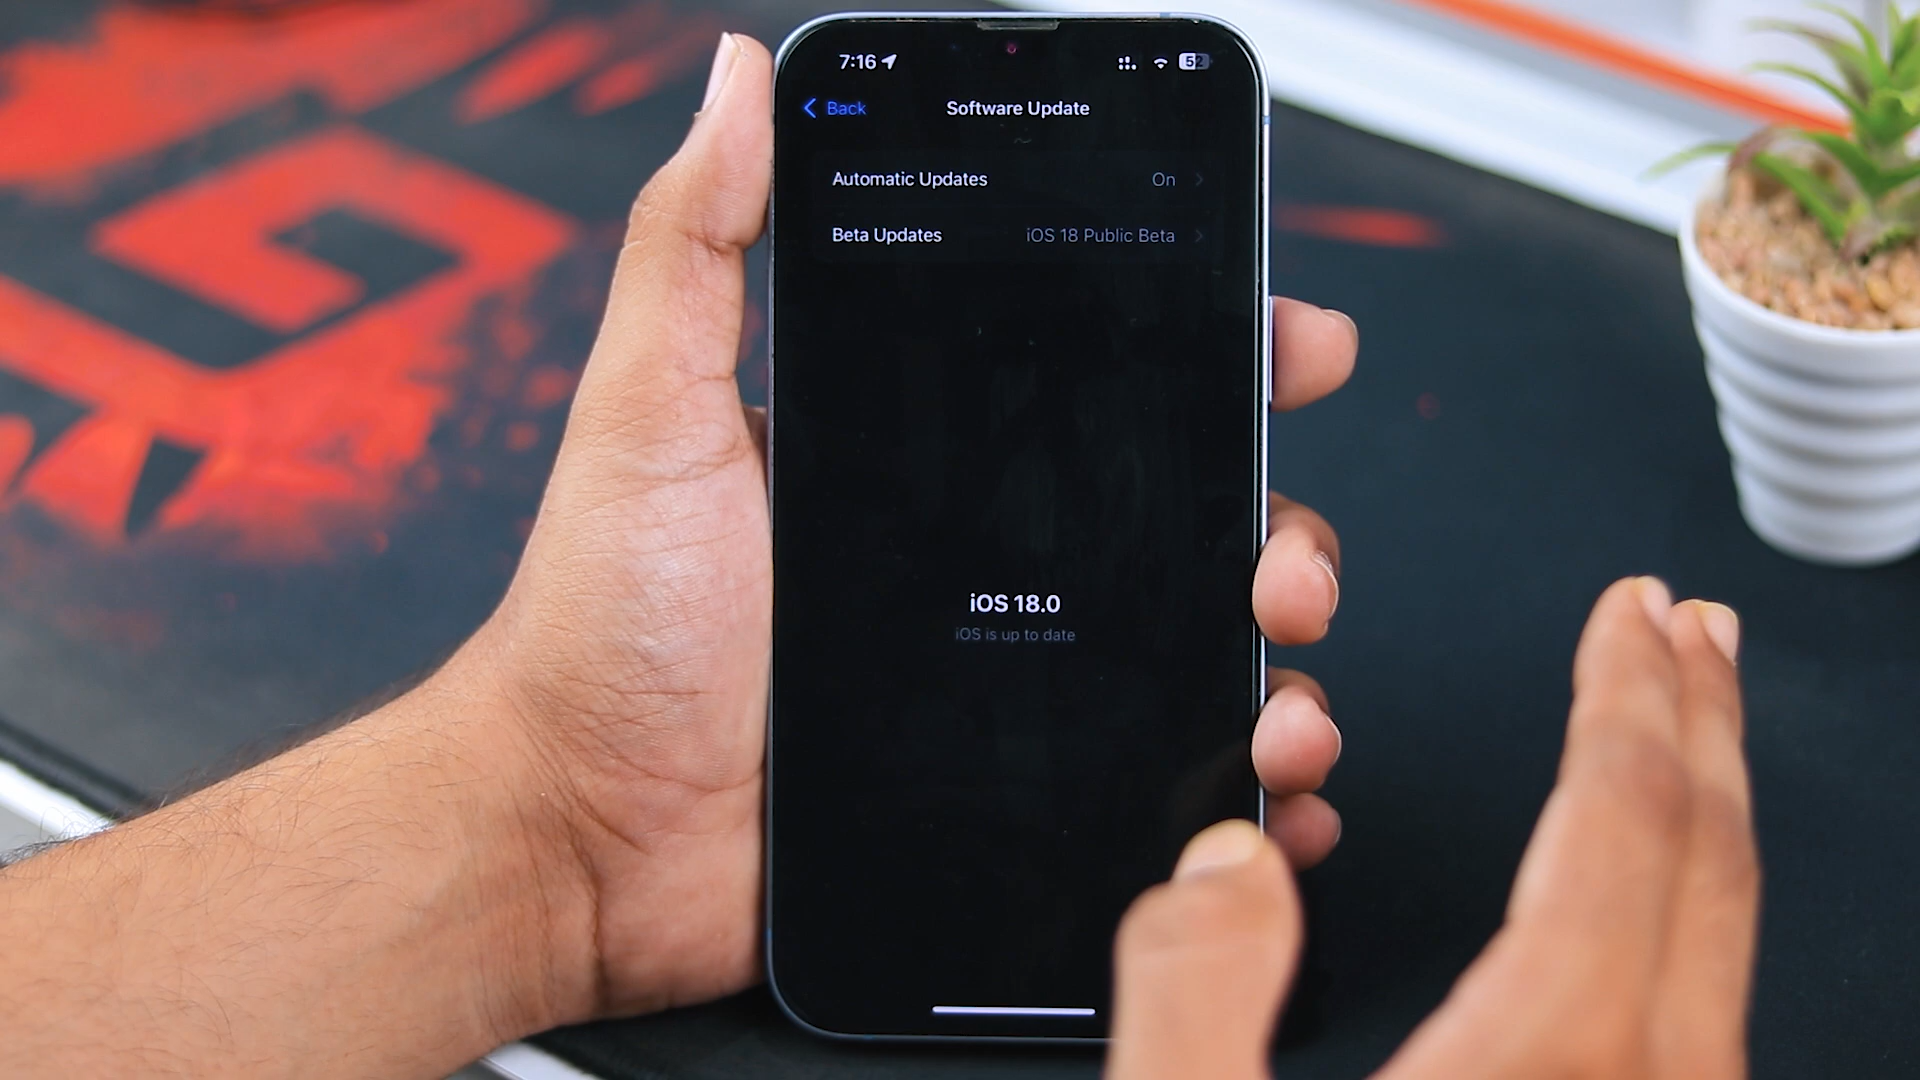 7:16
52
Back
Software Update
Automatic Updates On
Beta Updates iOS 18 Public Beta
iOS 18.0
iOS is up to date